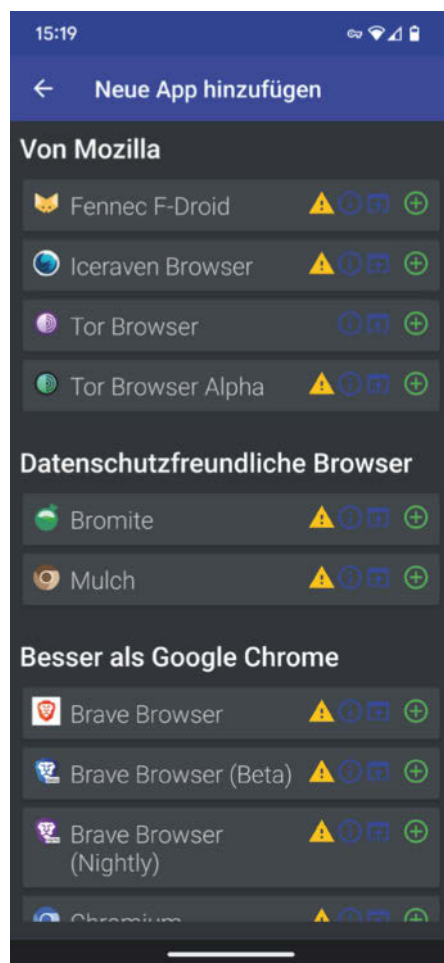 15:19
Neue App hinzufügen
Von Mozilla
Fennec F-Droid
Iceraven Browser
Tor Browser
Tor Browser Alpha
Datenschutzfreundliche Browser
Bromite
Mulch
Besser als Google Chrome
Brave Browser
Brave Browser (Beta)
Brave Browser
(Nightly)
Chromium